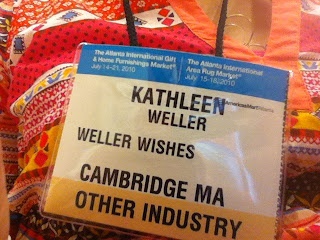 The Atlanta International Gift
& Home Furnishings Market®
July 14-21, 2010
The Atlanta International
Area Rug Market®
July 15-18, 2010
AmericasMart Atlanta
KATHLEEN
WELLER
WELLER WISHES
CAMBRIDGE MA
OTHER INDUSTRY